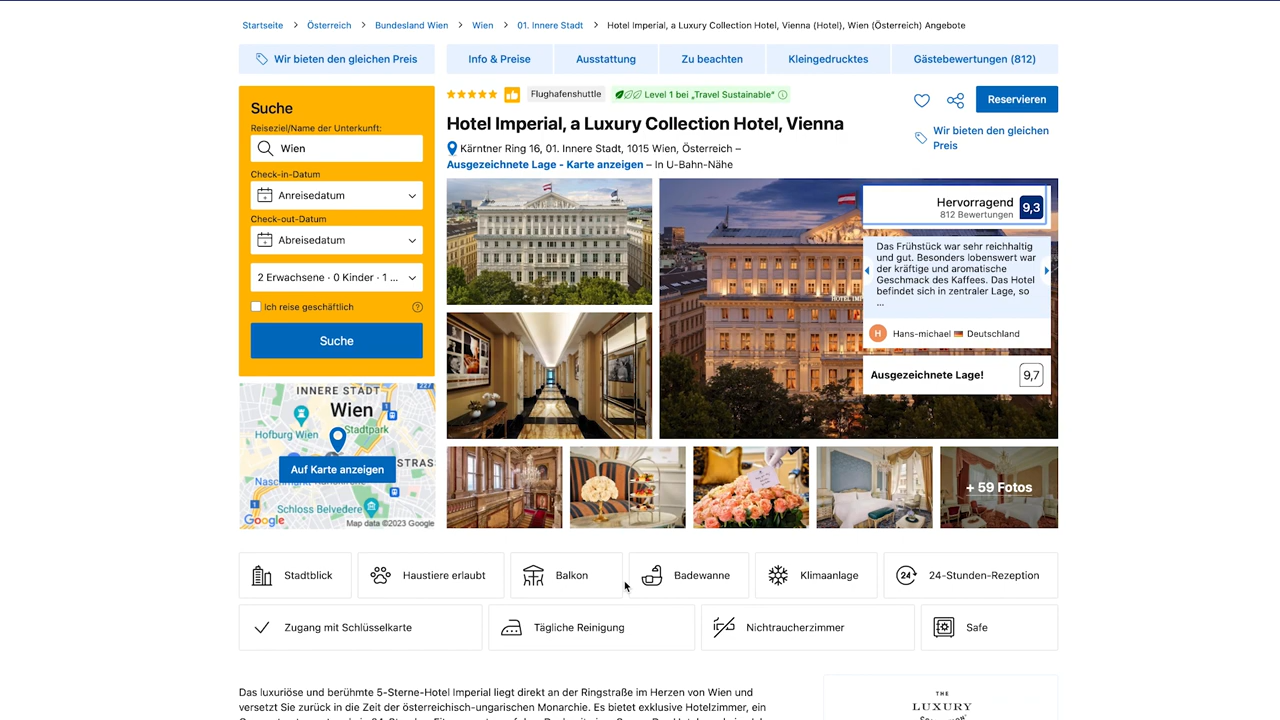 Startseite > Österreich > Bundesland Wien > Wien > 01. Innere Stadt > Hotel Imperial, a Luxury Collection Hotel, Vienna (Hotel), Wien (Österreich) Angebote
Wir bieten den gleichen Preis
Info & Preise
Ausstattung
Zu beachten
Kleingedrucktes
Gästebewertungen (812)
Suche
Reiseziel/Name der Unterkunft:
Wien
Check-in-Datum
Anreisedatum
Check-out-Datum
Abreisedatum
2 Erwachsene · 0 Kinder · 1 ...
Ich reise geschäftlich
Suche
INNERE STADT
Wien
Hofburg Wien
Stadtpark
Auf Karte anzeigen
STRAS
Schloss Belvedere
Google
Map data ©2023 Google
Flughafenshuttle
Level 1 bei „Travel Sustainable“
Reservieren
Hotel Imperial, a Luxury Collection Hotel, Vienna
Wir bieten den gleichen
Preis
Kärntner Ring 16, 01. Innere Stadt, 1015 Wien, Österreich –
Ausgezeichnete Lage - Karte anzeigen – In U-Bahn-Nähe
Hervorragend
812 Bewertungen
9,3
Das Frühstück war sehr reichhaltig
und gut. Besonders lobenswert war
der kräftige und aromatische
Geschmack des Kaffees. Das Hotel
befindet sich in zentraler Lage, so
...
H
Hans-michael Deutschland
Ausgezeichnete Lage!
9,7
HOTEL IMP
+ 59 Fotos
Stadtblick
Haustiere erlaubt
Balkon
Badewanne
Klimaanlage
24
24-Stunden-Rezeption
Zugang mit Schlüsselkarte
Tägliche Reinigung
Nichtraucherzimmer
Safe
Das luxuriöse und berühmte 5-Sterne-Hotel Imperial liegt direkt an der Ringstraße im Herzen von Wien und
versetzt Sie zurück in die Zeit der österreichisch-ungarischen Monarchie. Es bietet exklusive Hotelzimmer, ein
THE
LUXURY